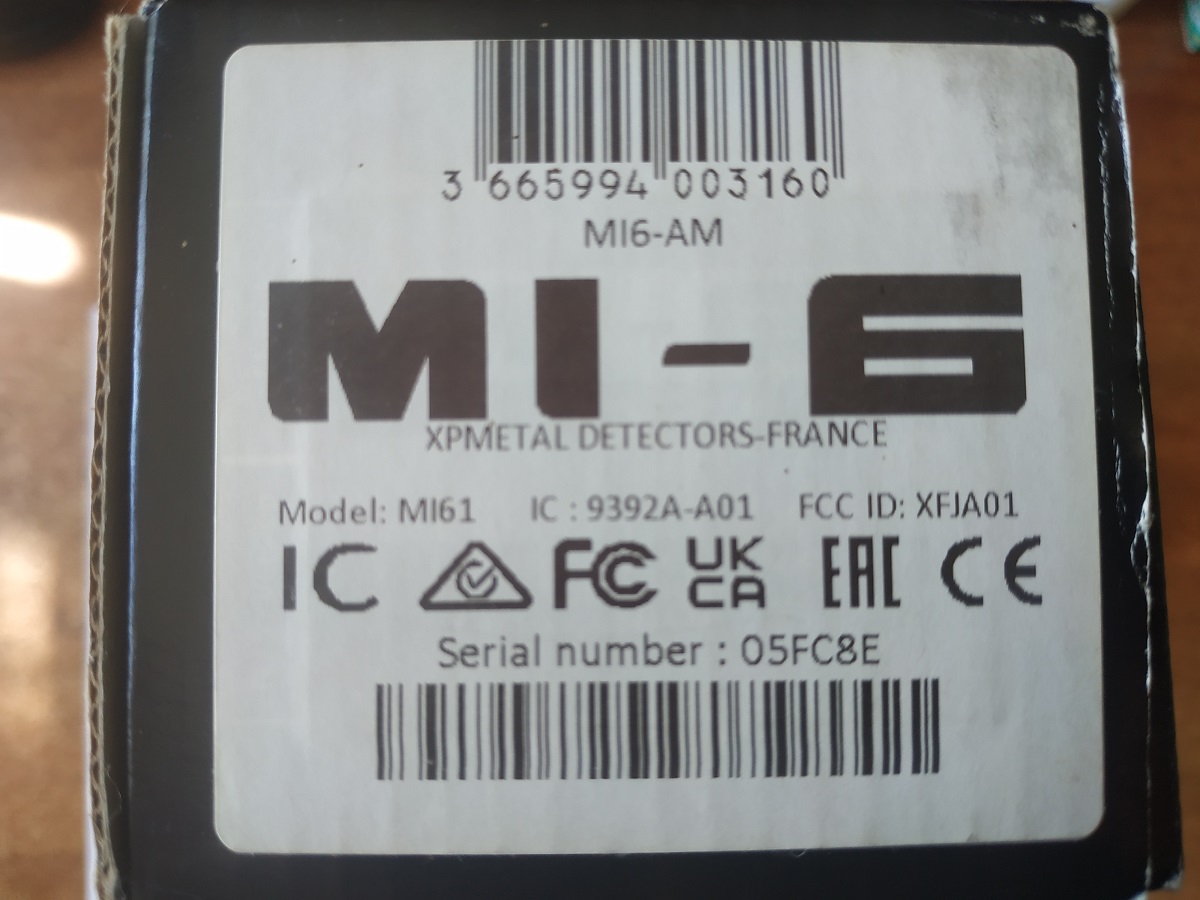 3 665994 003160
MI6-AM
MI-6
XPMETAL DETECTORS-FRANCE
Model: MI61 IC : 9392A-A01 FCC ID: XFJA01
IC FC UK CA EAC CE
Serial number : 05FC8E